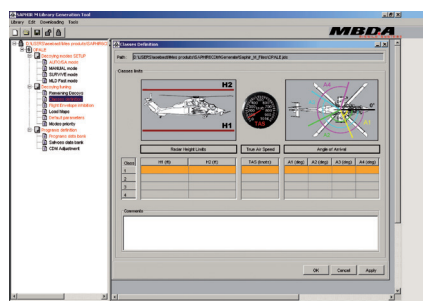 SAPHIR M Library Generation Tool
Library Edit Downloading Tools
MBDA
OPALE
Decoying modes SETUP
AUTO/SA mode
MANUAL mode
SURVIVE mode
MLD Fast mode
Decoying tuning
Remaining Decoys
Flight Envelope Inhibition
Load Maps
Default parameters
Modes priority
Programs definition
Programs data bank
Salvoes data bank
CDM Adjustment
Classes Definition
Path:
Classes limits
H2
H1
TAS
0°
A1
Radar Height Limits
True Air Speed
Angle of Arrival
Class
H1 (ft)
H2 (ft)
TAS (knots)
A1 (deg)
A2 (deg)
A3 (deg)
A4 (deg)
1
2
3
4
Comments
OK
Cancel
Apply